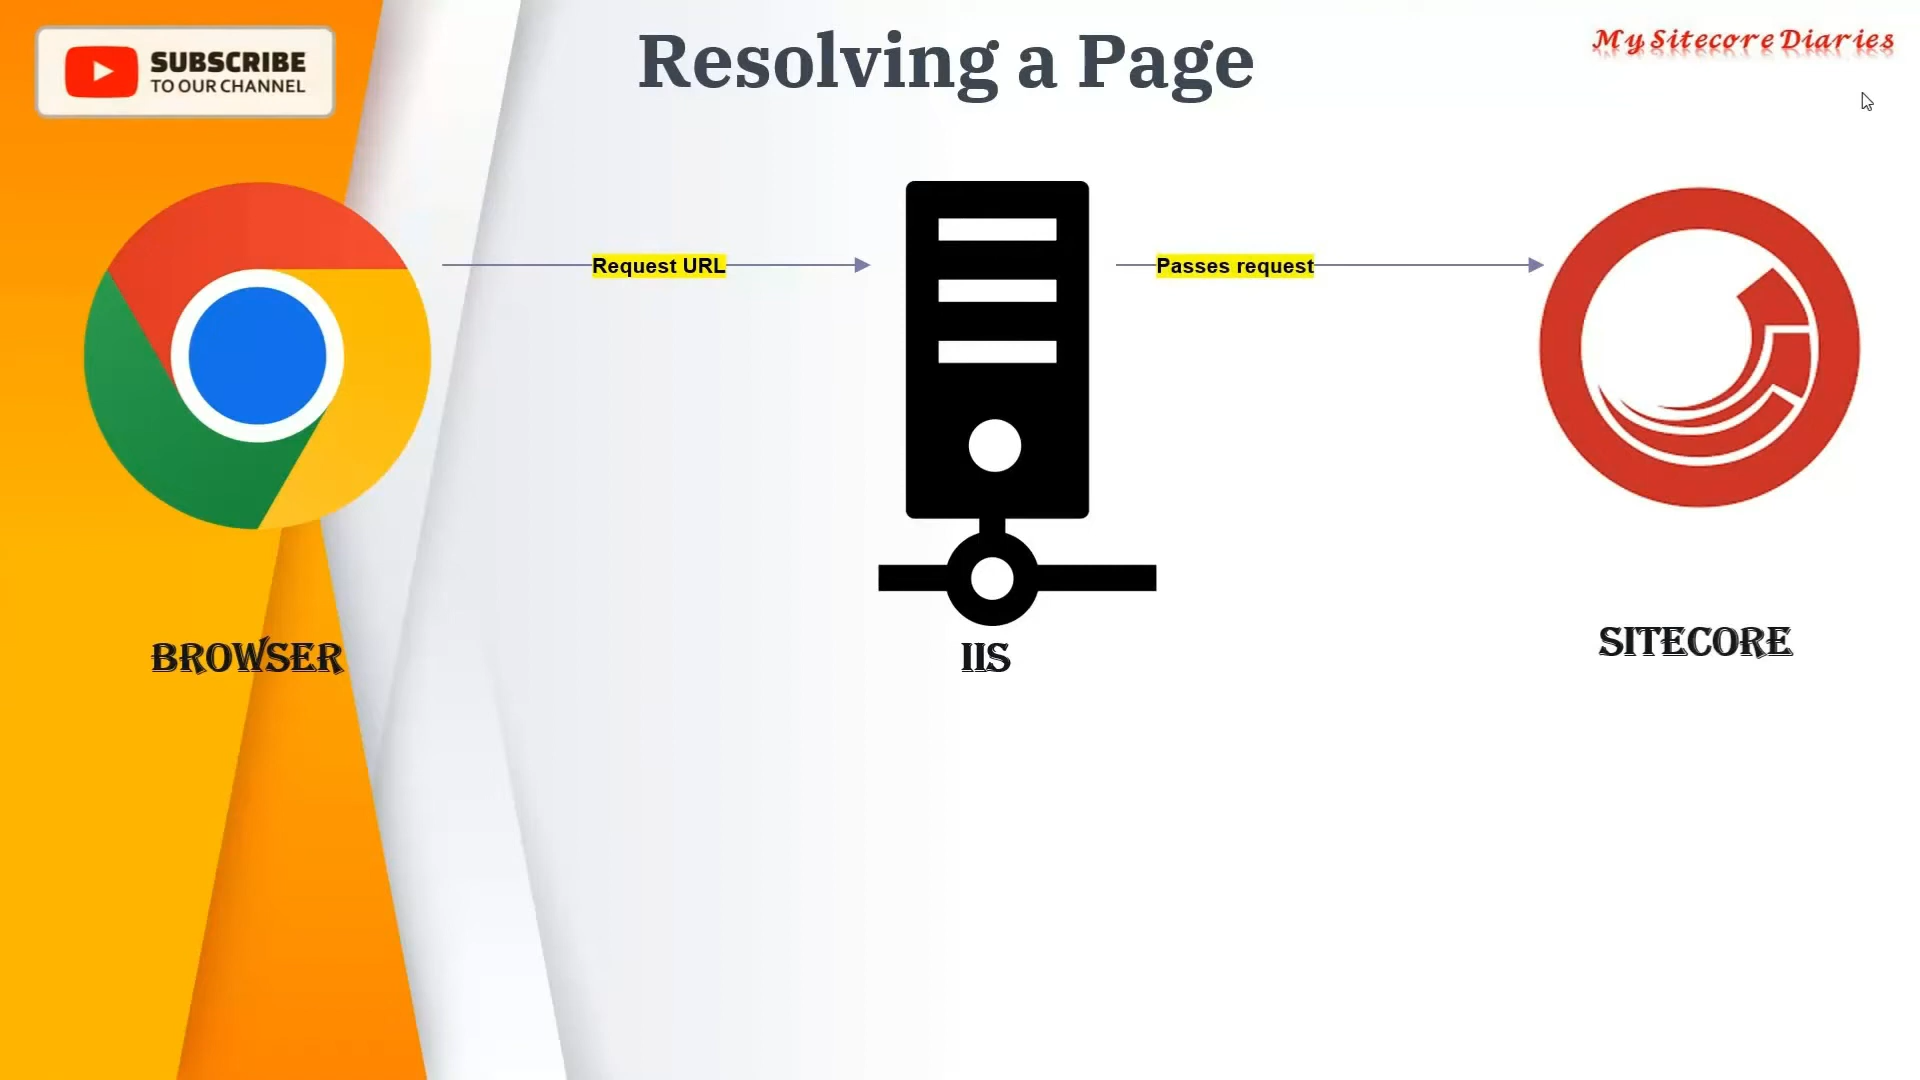 SUBSCRIBE
TO OUR CHANNEL
Resolving a Page
My Sitecore Diaries
Request URL
Passes request
BROWSER
IIS
SITECORE